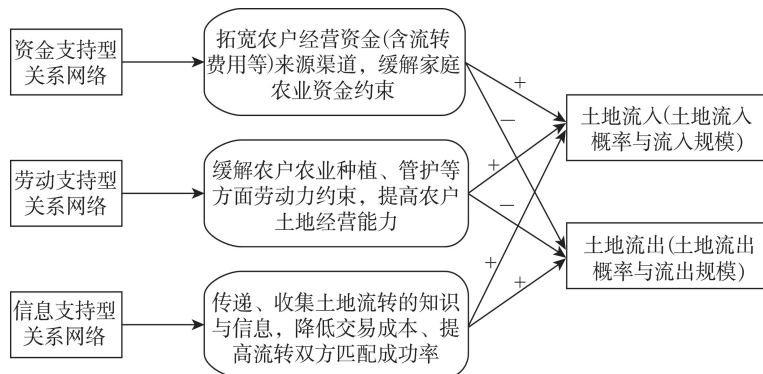 资金支持型
关系网络
拓宽农户经营资金(含流转
费用等)来源渠道，缓解家庭
农业资金约束
+
−
土地流入(土地流入
概率与流入规模)
劳动支持型
关系网络
缓解农户农业种植、管护等
方面劳动力约束，提高农户
土地经营能力
+
−
土地流出(土地流出
概率与流出规模)
信息支持型
关系网络
传递、收集土地流转的知识
与信息，降低交易成本、提
高流转双方匹配成功率
+
+